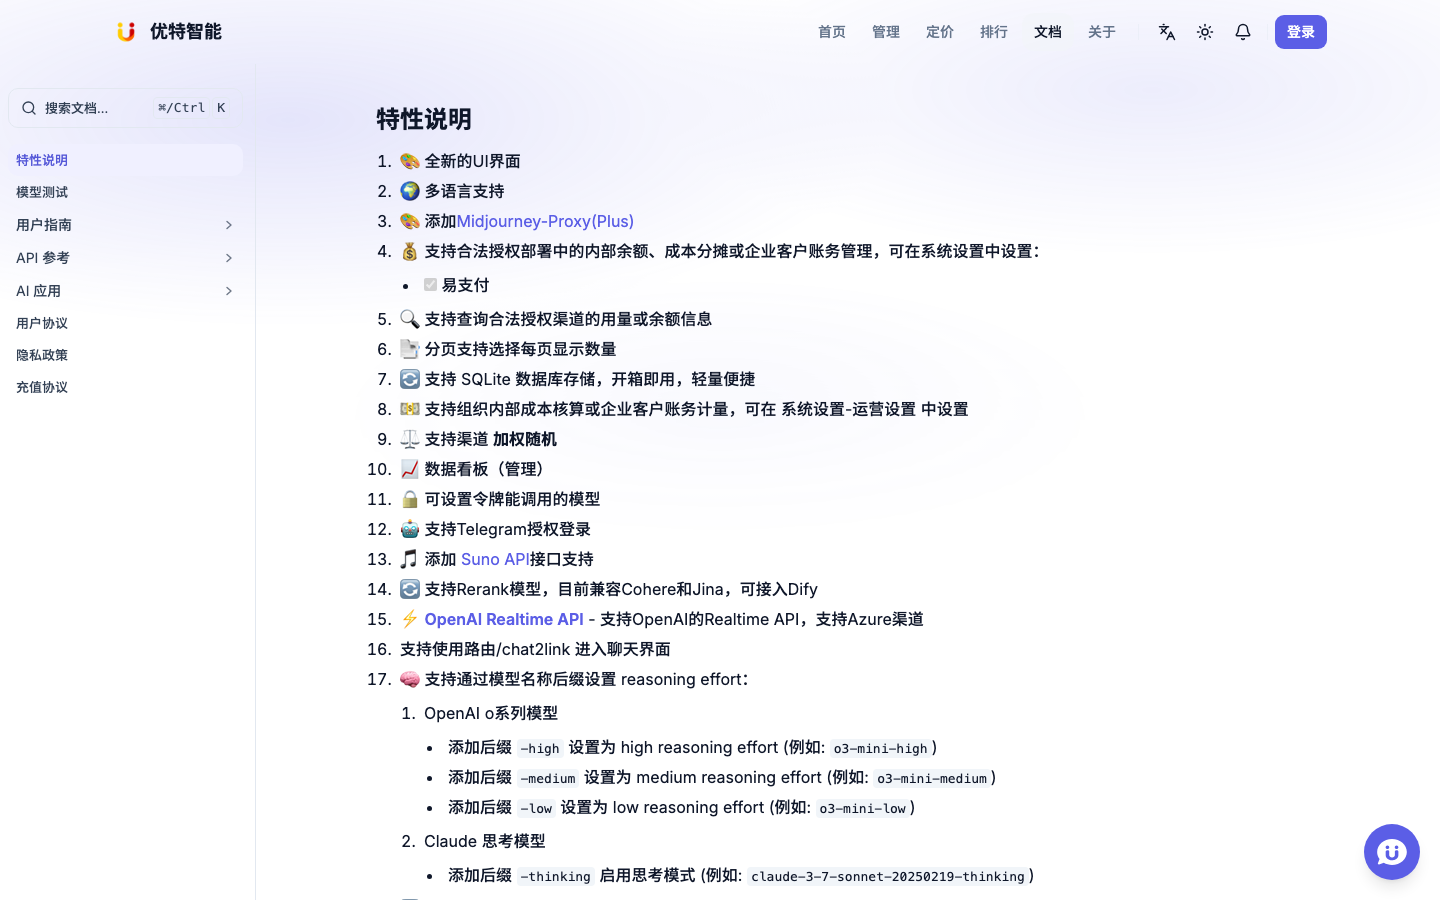 优特智能
首页 管理 定价 排行 文档 关于 登录
搜索文档... ⌘/Ctrl K
特性说明
模型测试
用户指南
API 参考
AI 应用
用户协议
隐私政策
充值协议
特性说明
1. 🎨 全新的UI界面
2. 🌍 多语言支持
3. 🎨 添加Midjourney-Proxy(Plus)
4. 💰 支持合法授权部署中的内部余额、成本分摊或企业客户账务管理，可在系统设置中设置：
• 易支付
5. 🔍 支持查询合法授权渠道的用量或余额信息
6. 📑 分页支持选择每页显示数量
7. 🔄 支持 SQLite 数据库存储，开箱即用，轻量便捷
8. 💵 支持组织内部成本核算或企业客户账务计量，可在 系统设置-运营设置 中设置
9. ⚖️ 支持渠道 加权随机
10. 📈 数据看板（管理）
11. 🔒 可设置令牌能调用的模型
12. 🤖 支持Telegram授权登录
13. 🎵 添加 Suno API接口支持
14. 🔄 支持Rerank模型，目前兼容Cohere和Jina，可接入Dify
15. ⚡ OpenAI Realtime API - 支持OpenAI的Realtime API，支持Azure渠道
16. 支持使用路由/chat2link 进入聊天界面
17. 🧠 支持通过模型名称后缀设置 reasoning effort：
1. OpenAI o系列模型
• 添加后缀 -high 设置为 high reasoning effort (例如: o3-mini-high)
• 添加后缀 -medium 设置为 medium reasoning effort (例如: o3-mini-medium)
• 添加后缀 -low 设置为 low reasoning effort (例如: o3-mini-low)
2. Claude 思考模型
• 添加后缀 -thinking 启用思考模式 (例如: claude-3-7-sonnet-20250219-thinking)